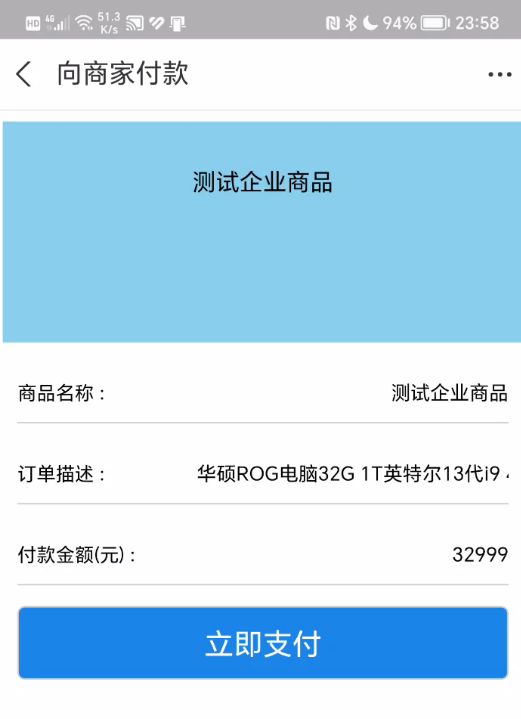 HD 4G 51.3 K/s 94% 23:58
向商家付款
测试企业商品
商品名称： 测试企业商品
订单描述： 华硕ROG电脑32G 1T英特尔13代i9
付款金额(元)： 32999
立即支付